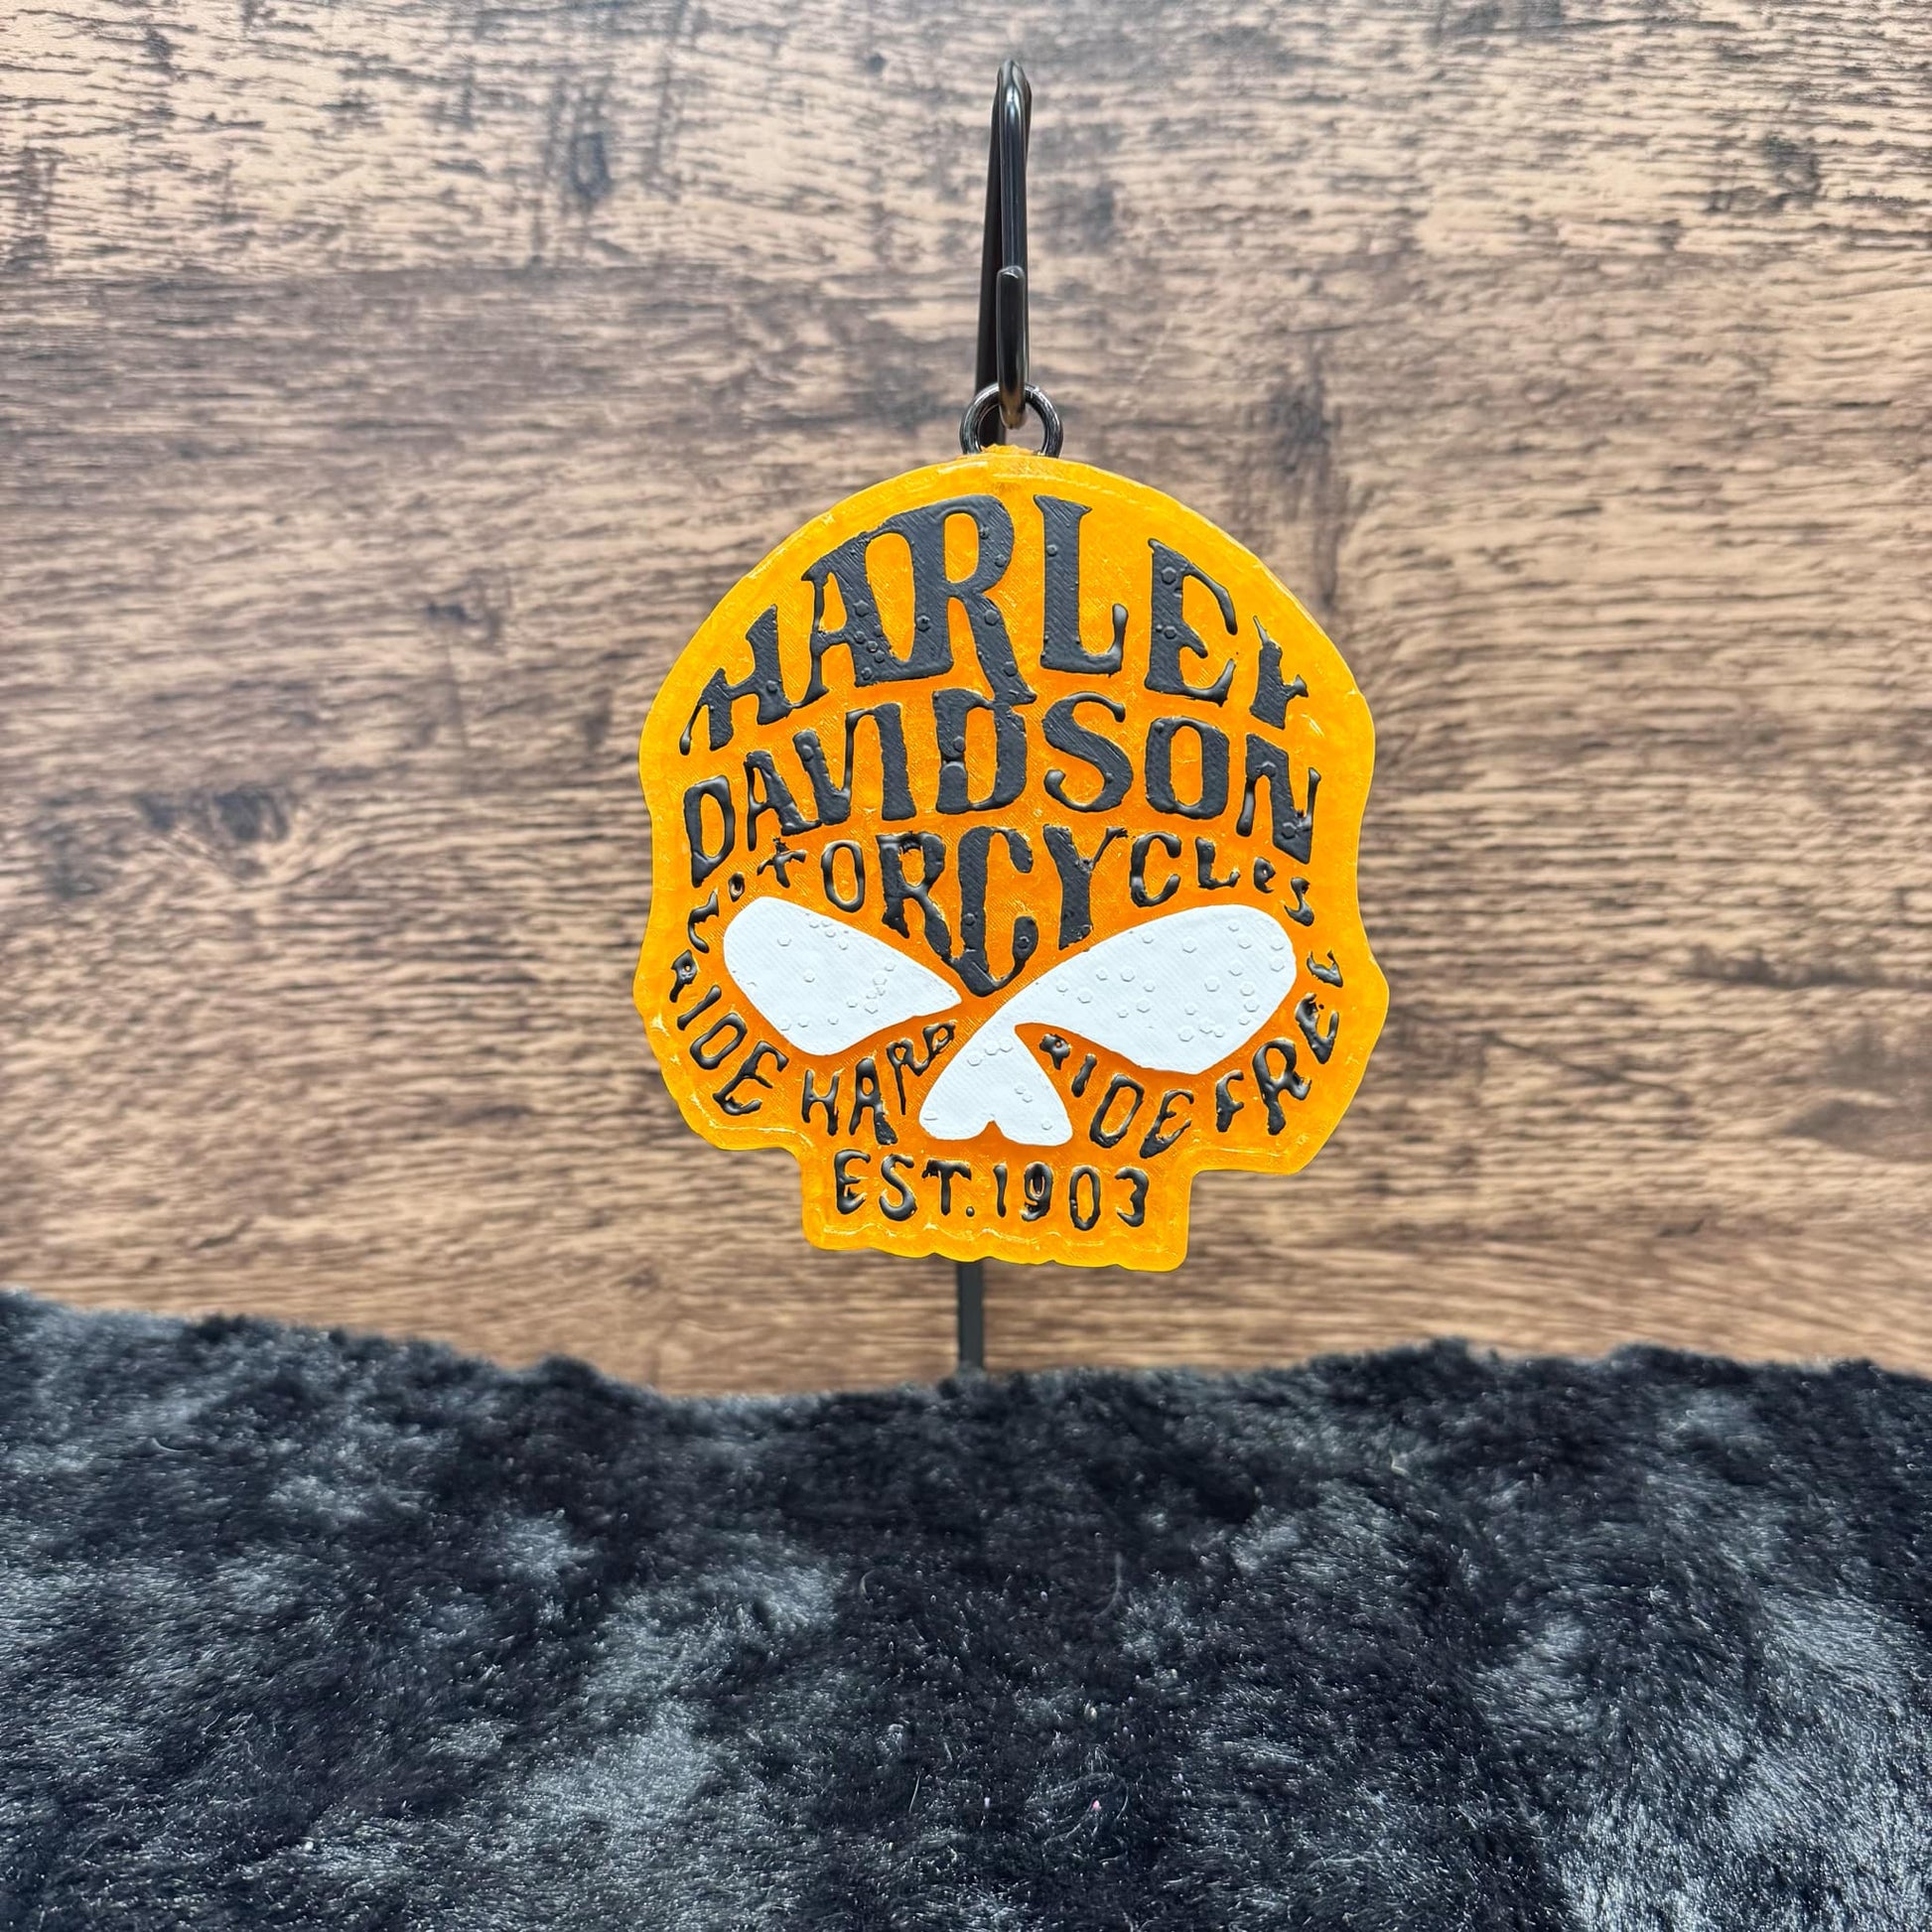 HARLEY
DAVIDSON
MOTORCYCLES
RIDE HARD RIDE FREE
EST. 1903